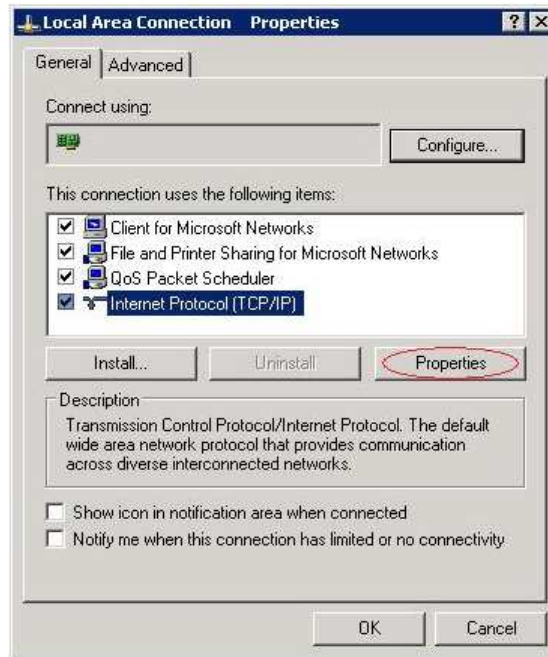 Local Area Connection Properties
General Advanced
Connect using:
Configure...
This connection uses the following items:
Client for Microsoft Networks
File and Printer Sharing for Microsoft Networks
QoS Packet Scheduler
Internet Protocol (TCP/IP)
Install... Uninstall Properties
Description
Transmission Control Protocol/Internet Protocol. The default
wide area network protocol that provides communication
across diverse interconnected networks.
Show icon in notification area when connected
Notify me when this connection has limited or no connectivity
OK Cancel